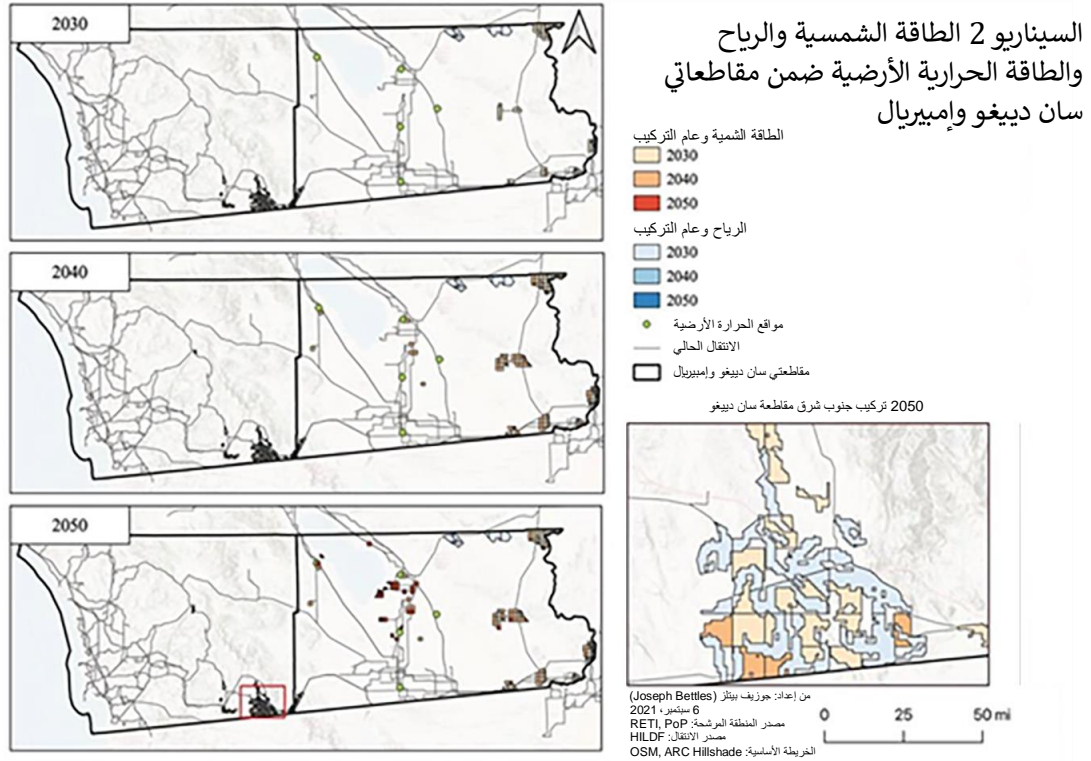 2030
2040
2050
السيناريو 2 الطاقة الشمسية والرياح
والطاقة الحرارية الأرضية ضمن مقاطعاتي
سان دييغو وإمبيريال
الطاقة الشمية وعام التركيب
2030
2040
2050
الرياح وعام التركيب
2030
2040
2050
مواقع الحرارة الأرضية
الانتقال الحالي
مقاطعتي سان دييغو وإمبيريال
2050 تركيب جنوب شرق مقاطعة سان دييغو
من إعداد: جوزيف بيتلز (Joseph Bettles)
6 سبتمبر، 2021
مصدر المنطقة المرشحة: RETI, PoP
مصدر الانتقال: HILDF
الخريطة الأساسية: OSM, ARC Hillshade
0 25 50 mi